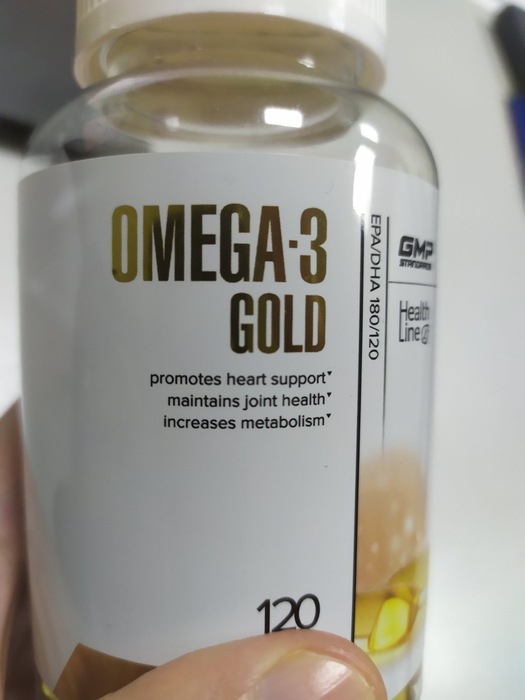 OMEGA-3
GOLD
promotes heart support▾
maintains joint health▾
increases metabolism▾
120
EPA/DHA 180/120
GMP
STANDARDS
Health
Line